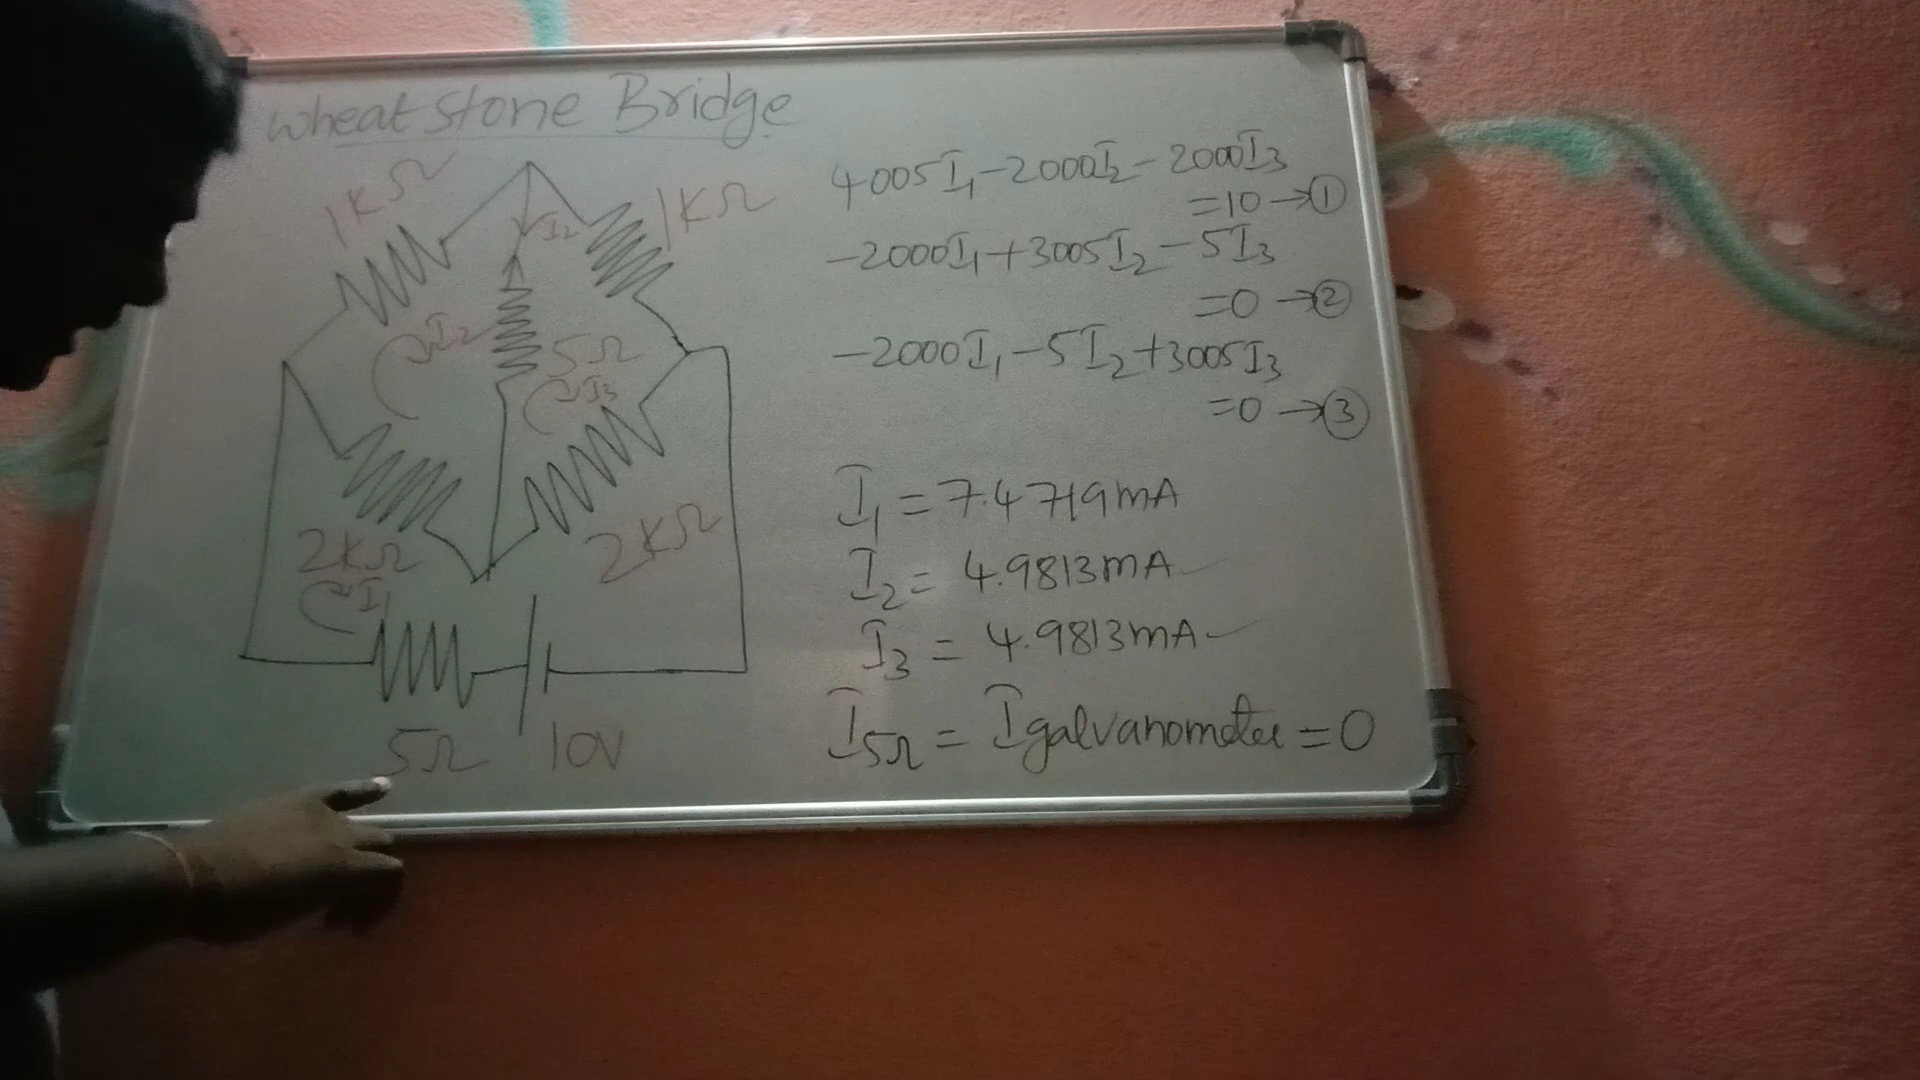 Wheat Stone Bridge
1KΩ
1KΩ
I2
I2
5Ω
I3
2KΩ
2KΩ
I1
5Ω
10V
4005I1-2000I2-2000I3
=10→①
-2000I1+3005I2-5I3
=0→②
-2000I1-5I2+3005I3
=0→③
I1=7.4719mA
I2=4.9813mA
I3=4.9813mA
I5Ω=Igalvanometer=0